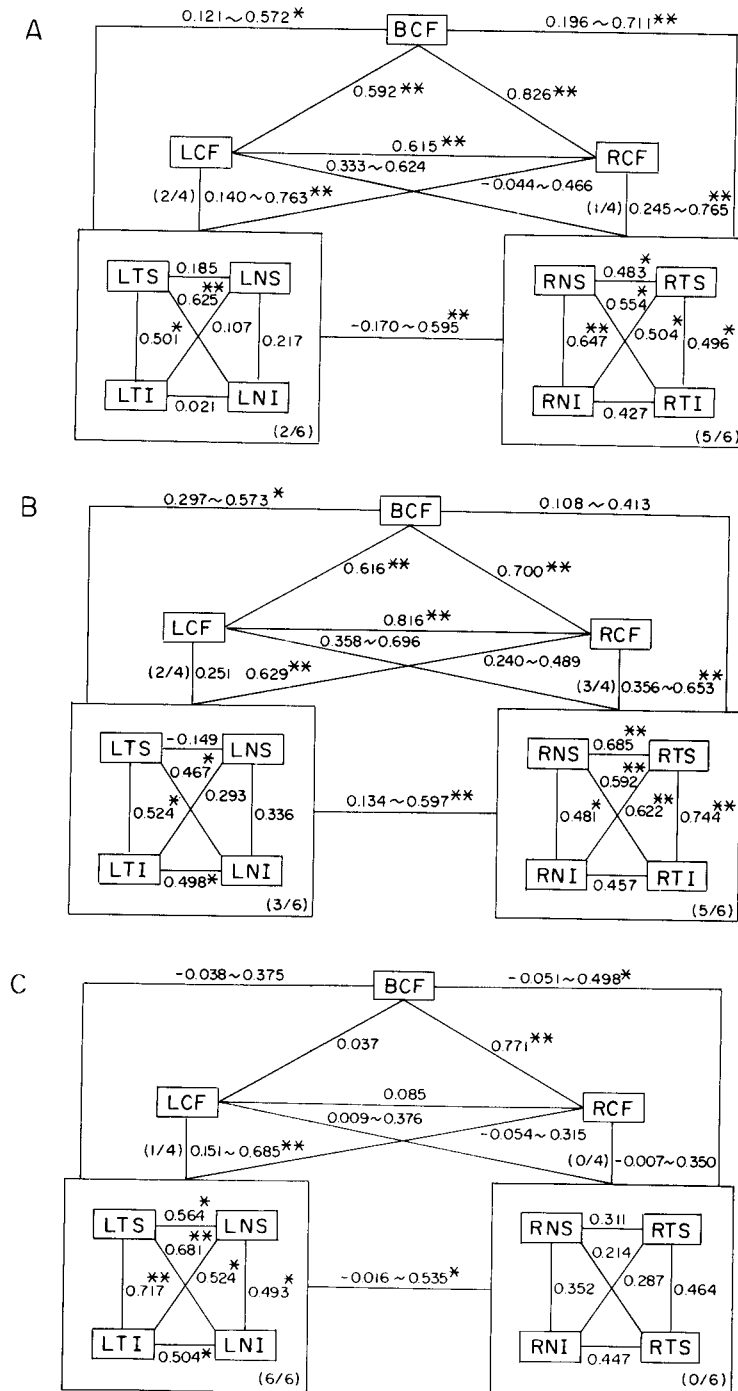 A
0.121~0.572* BCF 0.196~0.711**
0.592** 0.826**
LCF 0.615** RCF
0.333~0.624
(2/4) 0.140~0.763** -0.044~0.466
(1/4) 0.245~0.765**
LTS 0.185 LNS
0.625**
0.501* 0.107 0.217
LTI 0.021 LNI
(2/6)
-0.170~0.595**
RNS 0.483* RTS
0.554*
0.647** 0.504* 0.496*
RNI 0.427 RTI
(5/6)
B
0.297~0.573* BCF 0.108~0.413
0.616** 0.700**
LCF 0.816** RCF
0.358~0.696
(2/4) 0.251 0.629** 0.240~0.489
(3/4) 0.356~0.653**
LTS -0.149 LNS
0.467*
0.524* 0.293 0.336
LTI 0.498* LNI
(3/6)
0.134~0.597**
RNS 0.685** RTS
0.592**
0.481* 0.622** 0.744**
RNI 0.457 RTI
(5/6)
C
-0.038~0.375 BCF -0.051~0.498*
0.037 0.771**
LCF 0.085 RCF
0.009~0.376
(1/4) 0.151~0.685** -0.054~0.315
(0/4) -0.007~0.350
LTS 0.564* LNS
0.681**
0.717** 0.524* 0.493*
LTI 0.504* LNI
(6/6)
-0.016~0.535*
RNS 0.311 RTS
0.214
0.352 0.287 0.464
RNI 0.447 RTS
(0/6)